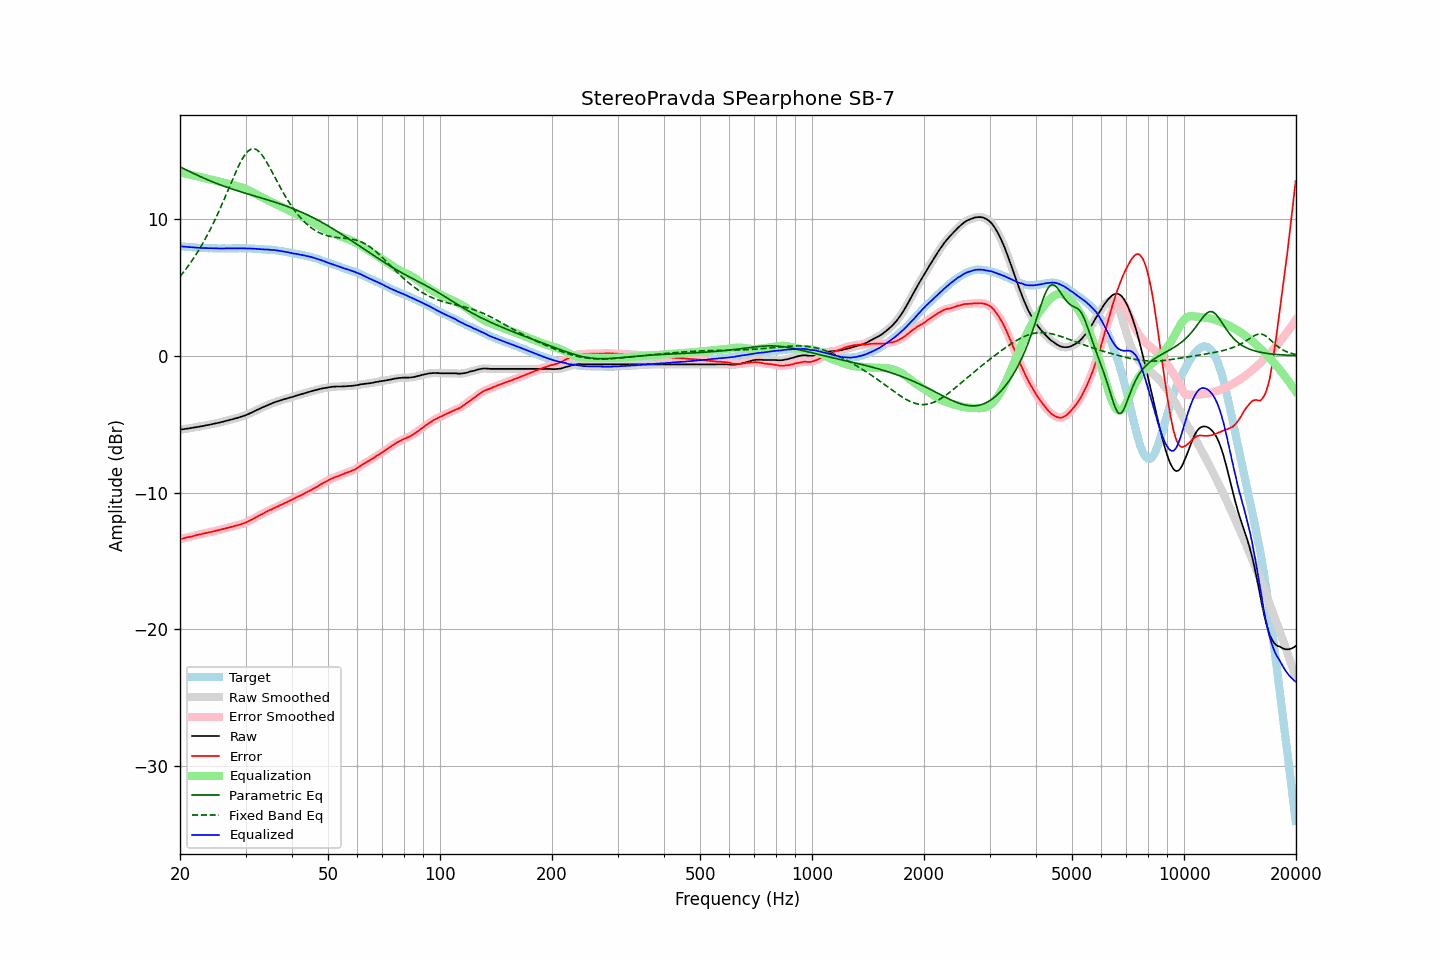 StereoPravda SPearphone SB-7
10
0
−10
−20
−30
Amplitude (dBr)
Target
Raw Smoothed
Error Smoothed
Raw
Error
Equalization
Parametric Eq
Fixed Band Eq
Equalized
20 50 100 200 500 1000 2000 5000 10000 20000
Frequency (Hz)